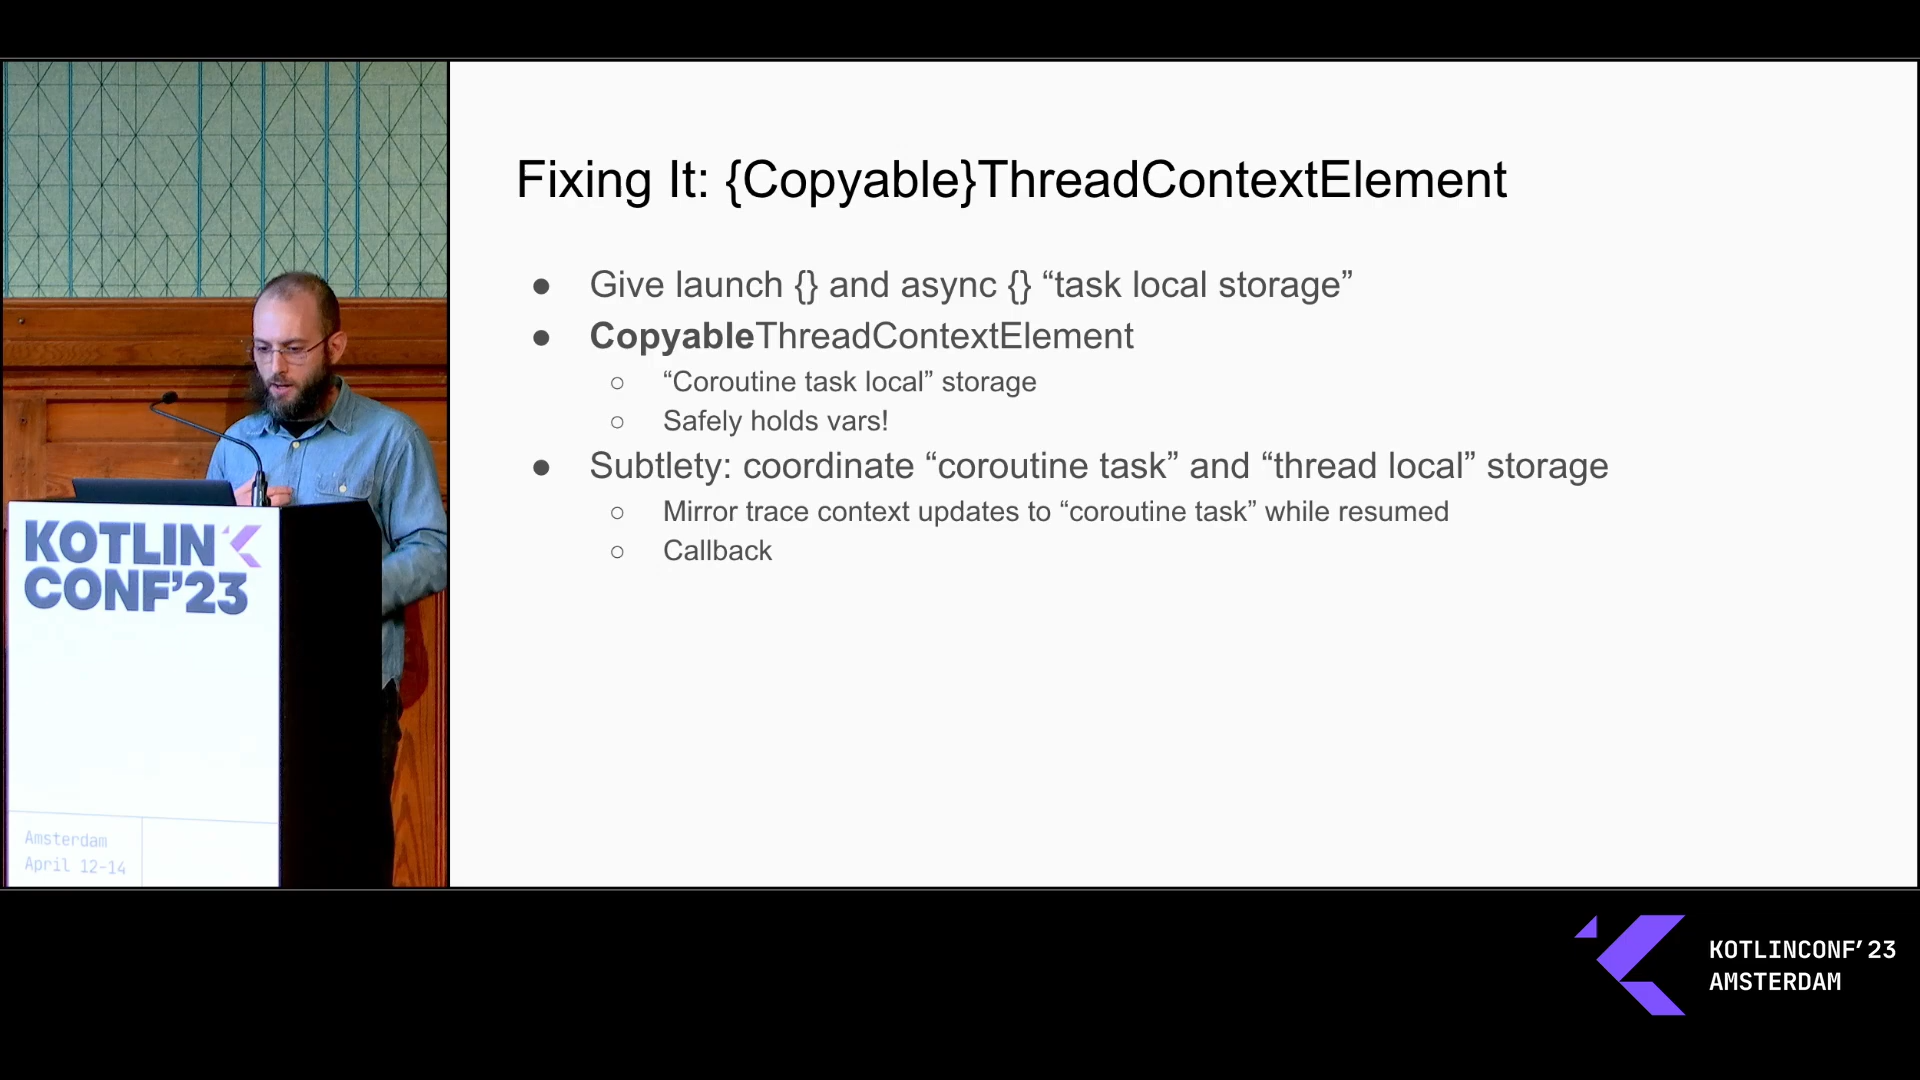 Fixing It: {Copyable}ThreadContextElement
● Give launch {} and async {} “task local storage”
● CopyableThreadContextElement
○ “Coroutine task local” storage
○ Safely holds vars!
● Subtlety: coordinate “coroutine task” and “thread local” storage
○ Mirror trace context updates to “coroutine task” while resumed
○ Callback
KOTLIN
CONF’23
Amsterdam
April 12-14
KOTLINCONF’23
AMSTERDAM